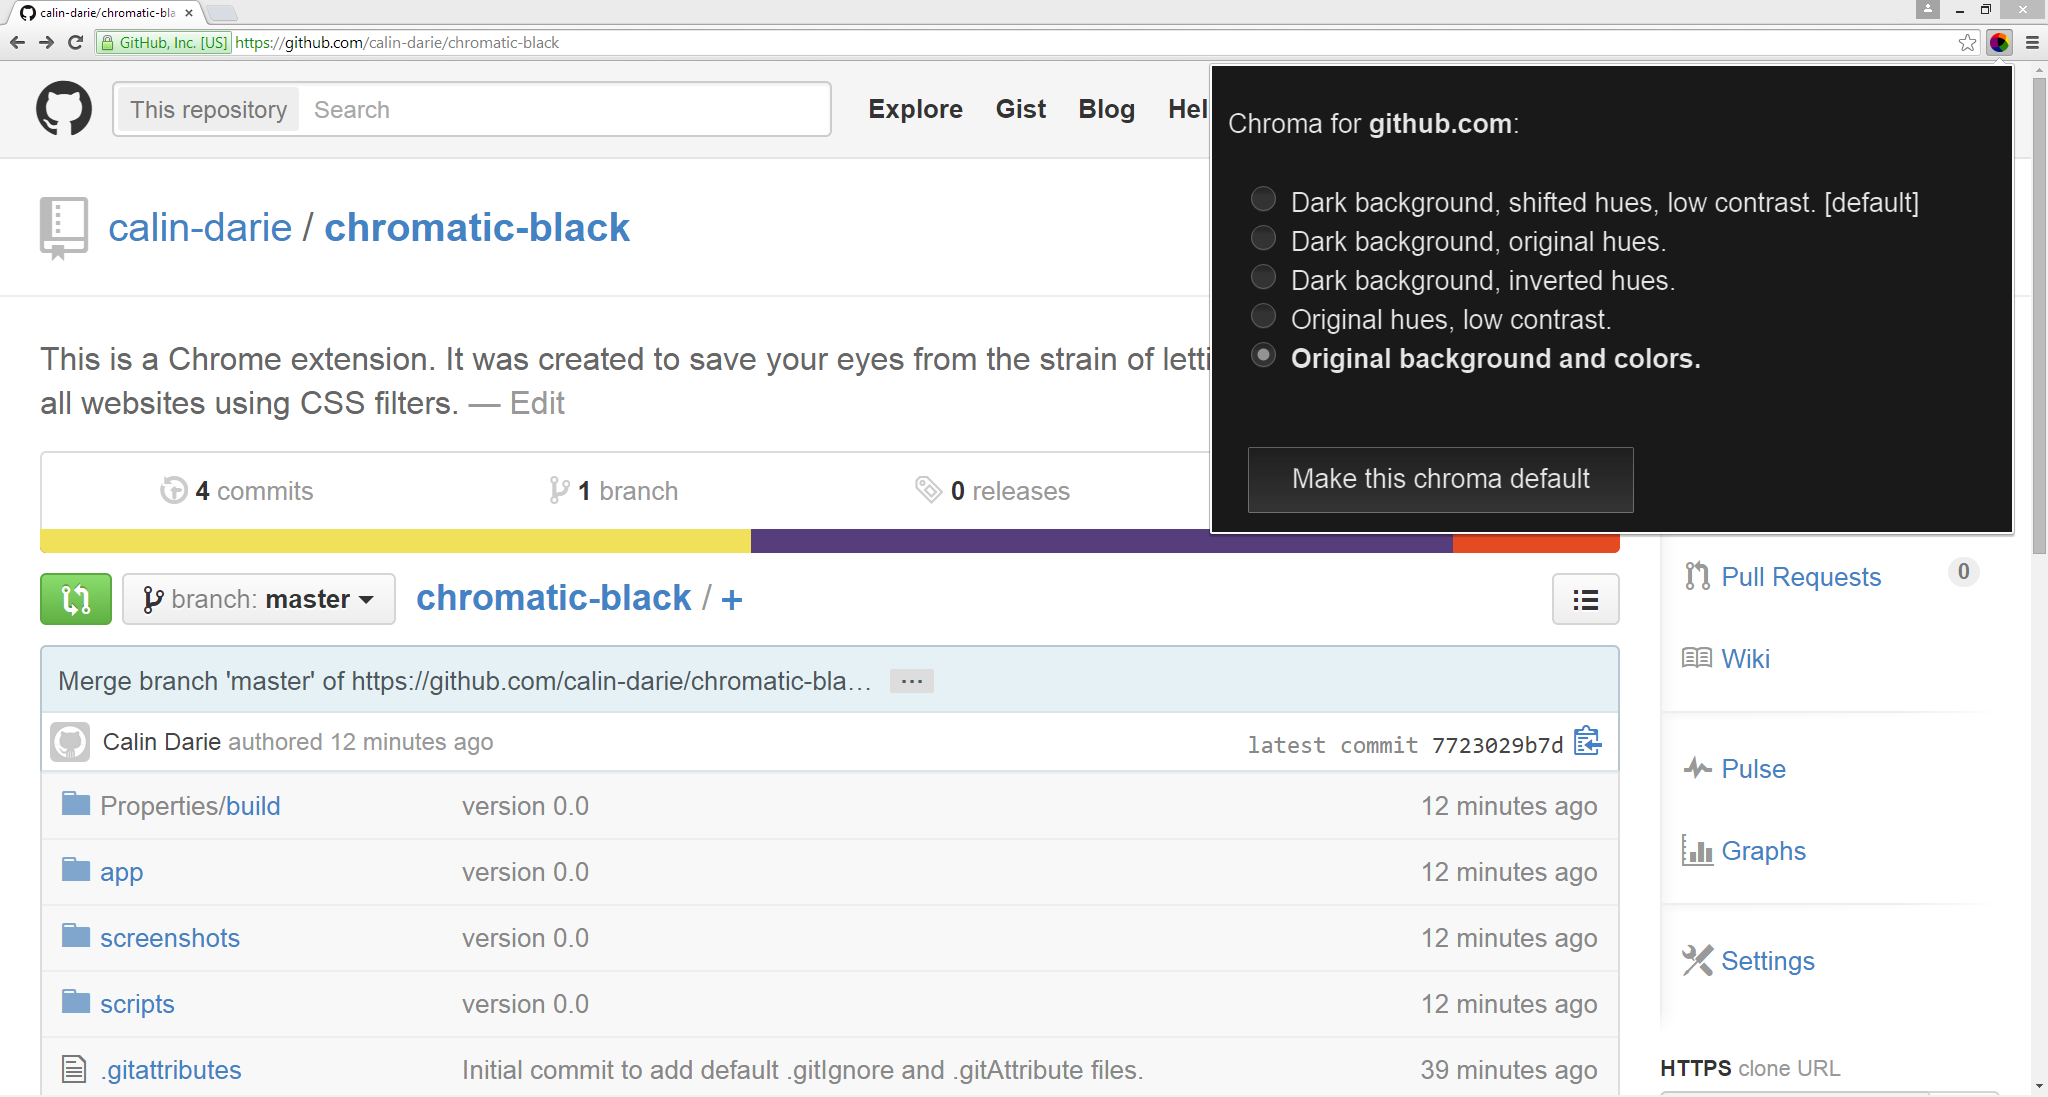 calin-darie/chromatic-bla
GitHub, Inc. [US] https://github.com/calin-darie/chromatic-black
This repository Search Explore Gist Blog Hel
Chroma for github.com:
Dark background, shifted hues, low contrast. [default]
Dark background, original hues.
Dark background, inverted hues.
Original hues, low contrast.
Original background and colors.
Make this chroma default
calin-darie / chromatic-black
This is a Chrome extension. It was created to save your eyes from the strain of letti
all websites using CSS filters. — Edit
4 commits 1 branch 0 releases
branch: master chromatic-black / +
Merge branch 'master' of https://github.com/calin-darie/chromatic-bla… ...
Calin Darie authored 12 minutes ago latest commit 7723029b7d
Properties/build version 0.0 12 minutes ago
app version 0.0 12 minutes ago
screenshots version 0.0 12 minutes ago
scripts version 0.0 12 minutes ago
.gitattributes Initial commit to add default .gitIgnore and .gitAttribute files. 39 minutes ago
Pull Requests 0
Wiki
Pulse
Graphs
Settings
HTTPS clone URL